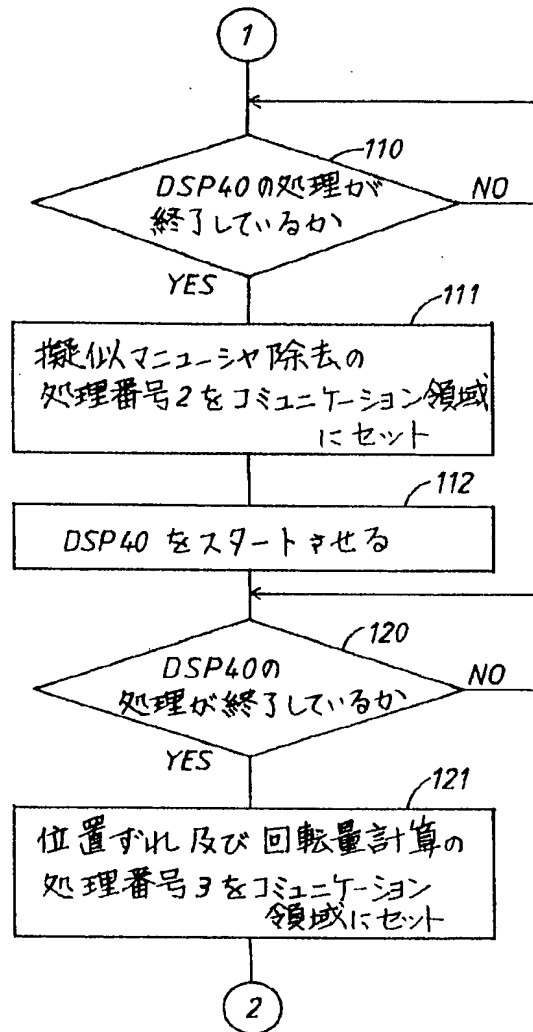 1
110
DSP40の処理が
終了しているか
NO
YES
111
擬似マニューシャ除去の
処理番号2をコミュニケーション領域
にセット
112
DSP40をスタートさせる
120
DSP40の
処理が終了しているか
NO
YES
121
位置ずれ及び回転量計算の
処理番号3をコミュニケーション
領域にセット
2